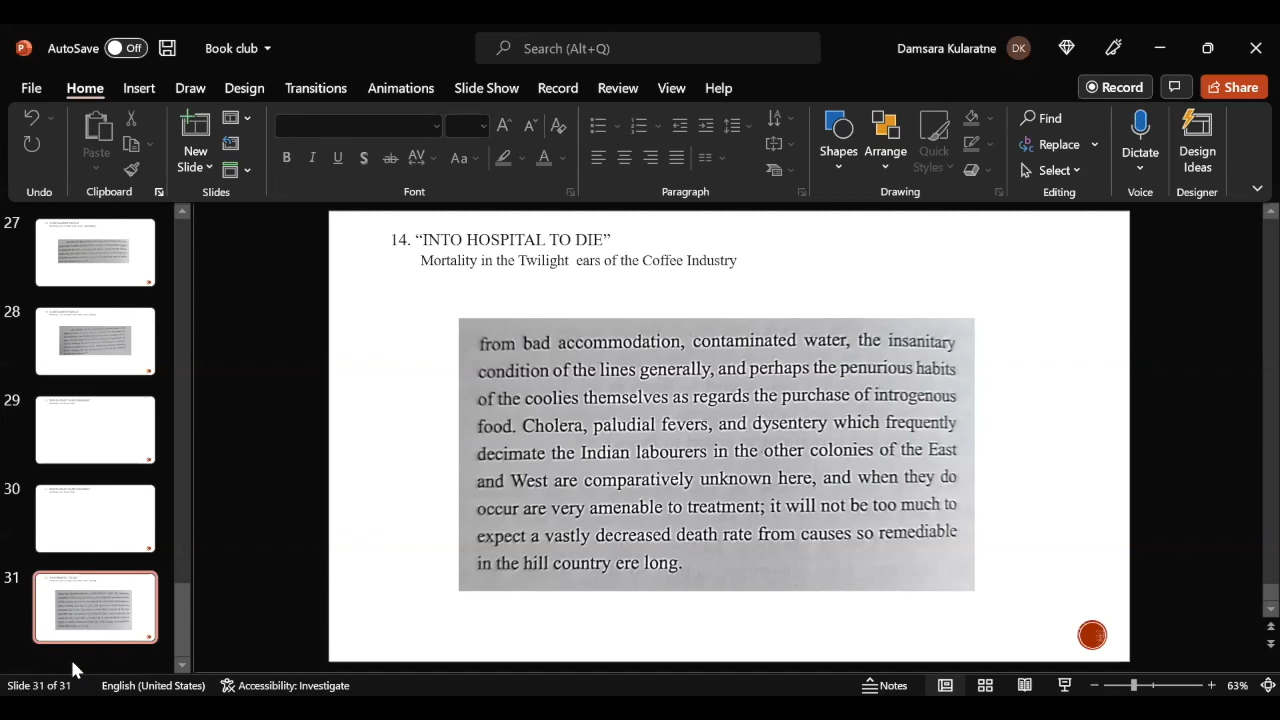 AutoSave Off Book club Search (Alt+Q) Damsara Kularatne DK
File Home Insert Draw Design Transitions Animations Slide Show Record Review View Help Record Share
Paste New Slide Shapes Arrange Quick Styles Find Replace Select Dictate Design Ideas
Undo Clipboard Slides Font Paragraph Drawing Editing Voice Designer
27
28
29
30
31
14. “INTO HOSPITAL TO DIE”
Mortality in the Twilight ears of the Coffee Industry
from bad accommodation, contaminated water, the insanitary
condition of the lines generally, and perhaps the penurious habits
of the coolies themselves as regards the purchase of introgenous
food. Cholera, paludial fevers, and dysentery which frequently
decimate the Indian labourers in the other colonies of the East
and West are comparatively unknown here, and when they do
occur are very amenable to treatment; it will not be too much to
expect a vastly decreased death rate from causes so remediable
in the hill country ere long.
Slide 31 of 31 English (United States) Accessibility: Investigate Notes 63%